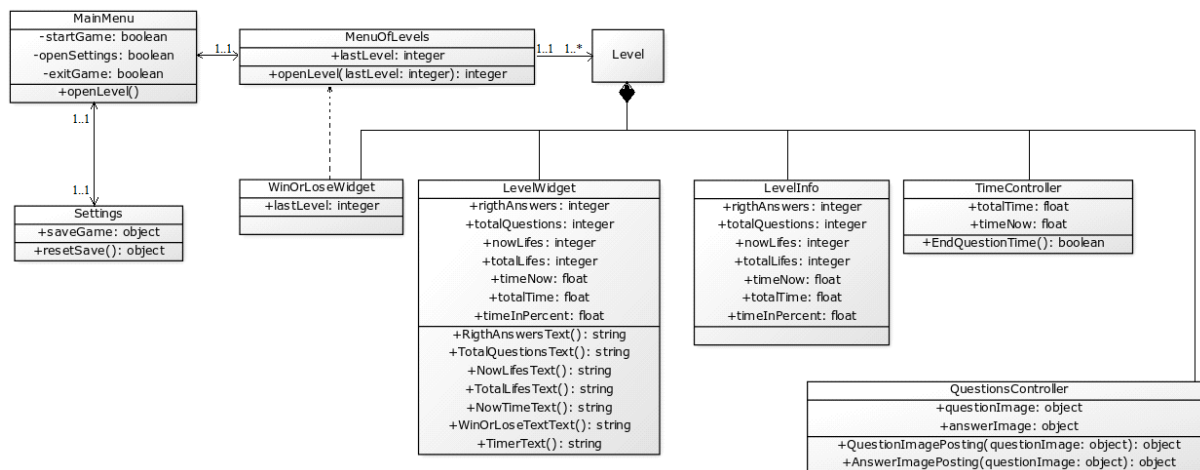 MainMenu
-startGame: boolean
-openSettings: boolean
-exitGame: boolean
+openLevel()
1..1
MenuOfLevels
+lastLevel: integer
+openLevel(lastLevel: integer): integer
1..1
1..*
Level
1..1
1..1
Settings
+saveGame: object
+resetSave(): object
WinOrLoseWidget
+lastLevel: integer
LevelWidget
+rigthAnswers: integer
+totalQuestions: integer
+nowLifes: integer
+totalLifes: integer
+timeNow: float
+totalTime: float
+timeInPercent: float
+RigthAnswersText(): string
+TotalQuestionsText(): string
+NowLifesText(): string
+TotalLifesText(): string
+NowTimeText(): string
+WinOrLoseTextText(): string
+TimerText(): string
LevelInfo
+rigthAnswers: integer
+totalQuestions: integer
+nowLifes: integer
+totalLifes: integer
+timeNow: float
+totalTime: float
+timeInPercent: float
TimeController
+totalTime: float
+timeNow: float
+EndQuestionTime(): boolean
QuestionsController
+questionImage: object
+answerImage: object
+QuestionImagePosting(questionImage: object): object
+AnswerImagePosting(questionImage: object): object